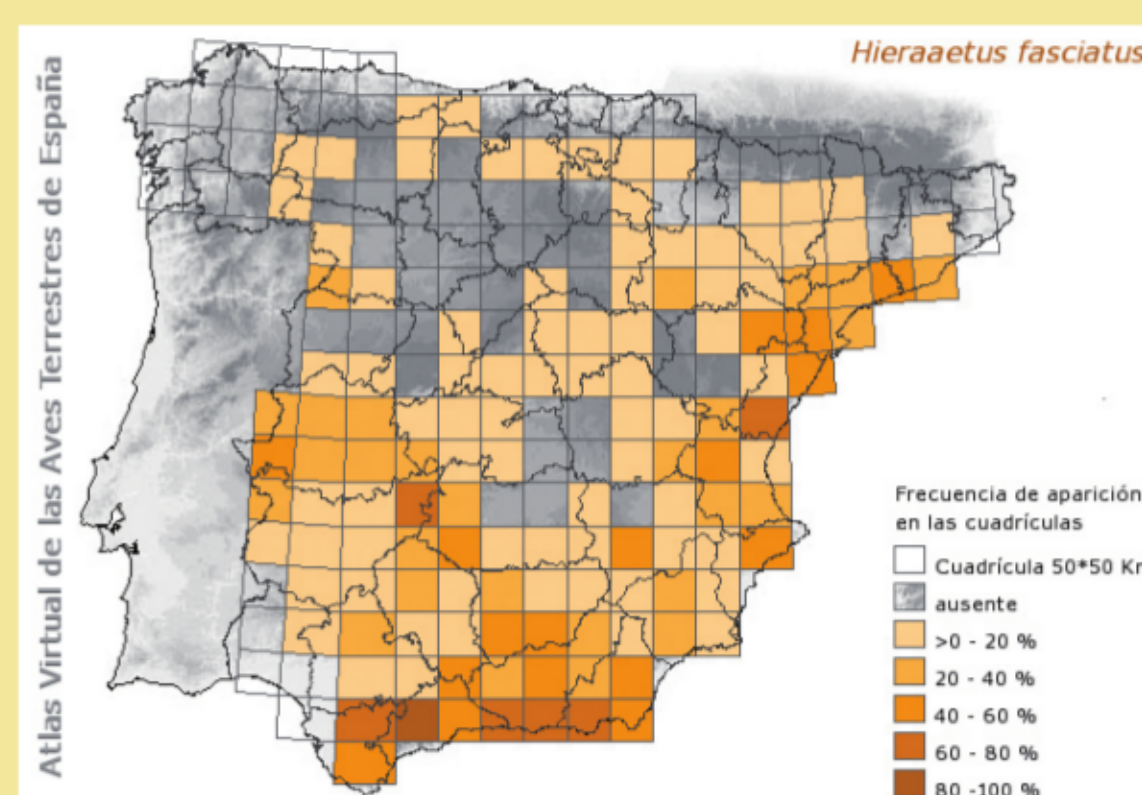 Hieraaetus fasciatus
Atlas Virtual de las Aves Terrestres de España
Frecuencia de aparición
en las cuadrículas
Cuadrícula 50*50 Kr
ausente
>0 - 20 %
20 - 40 %
40 - 60 %
60 - 80 %
80 -100 %